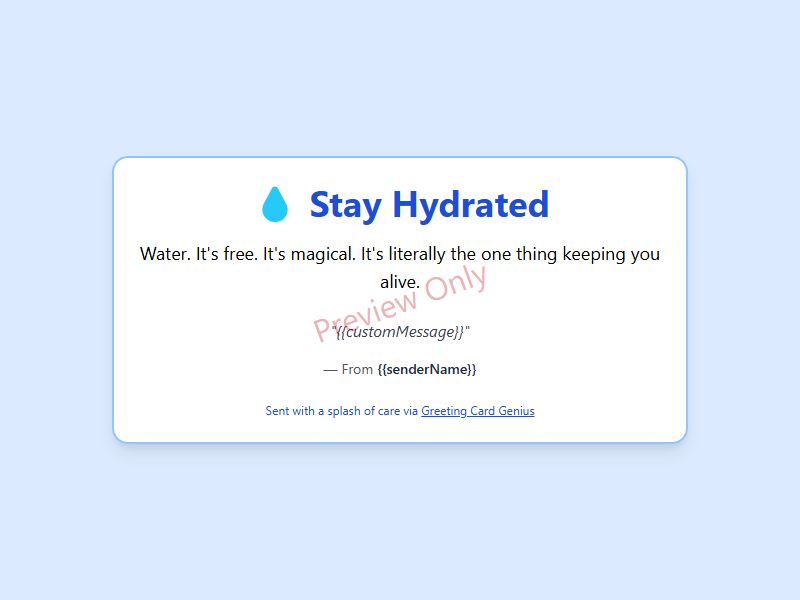 Stay Hydrated
Water. It's free. It's magical. It's literally the one thing keeping you
alive.
Preview Only
"{{customMessage}}"
— From {{senderName}}
Sent with a splash of care via Greeting Card Genius